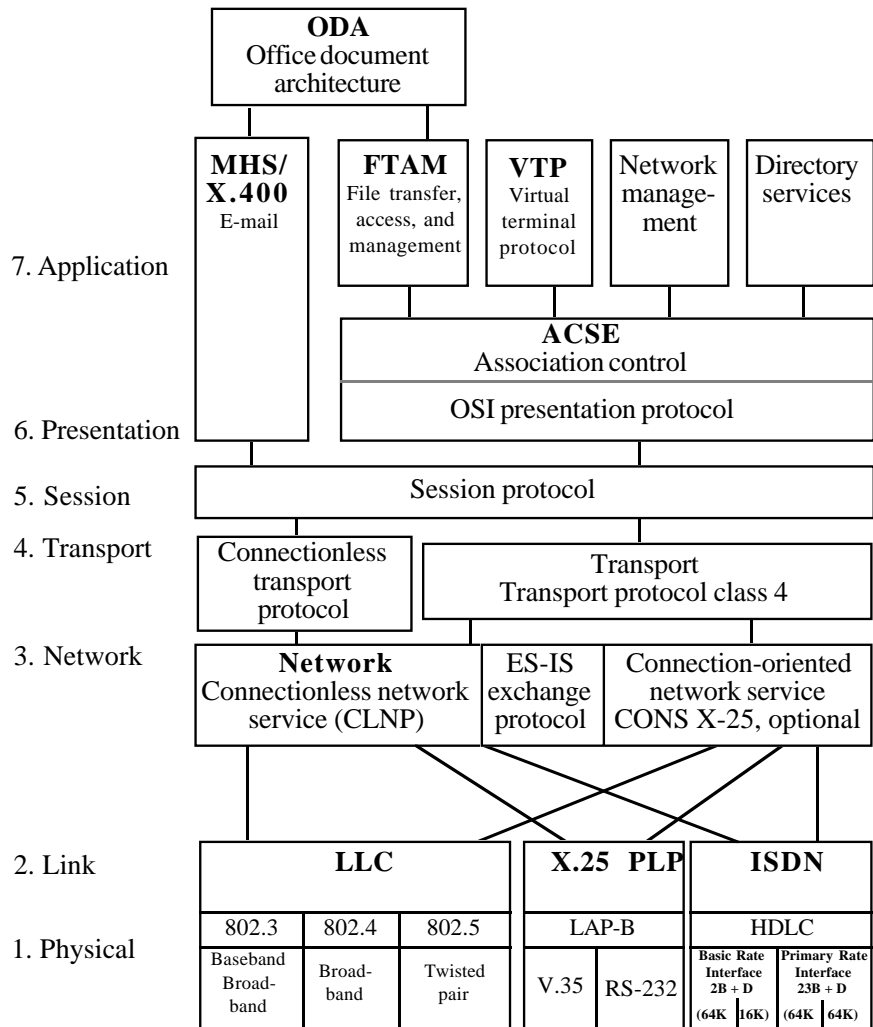 ODA
Office document
architecture
MHS/
X.400
E-mail
FTAM
File transfer,
access, and
management
VTP
Virtual
terminal
protocol
Network
manage-
ment
Directory
services
7. Application
ACSE
Association control
OSI presentation protocol
6. Presentation
5. Session
Session protocol
4. Transport
Connectionless
transport
protocol
Transport
Transport protocol class 4
3. Network
Network
Connectionless network
service (CLNP)
ES-IS
exchange
protocol
Connection-oriented
network service
CONS X-25, optional
2. Link
LLC
X.25 PLP
ISDN
1. Physical
802.3
802.4
802.5
LAP-B
HDLC
Baseband
Broad-
band
Broad-
band
Twisted
pair
V.35
RS-232
Basic Rate
Interface
2B + D
(64K 16K)
Primary Rate
Interface
23B + D
(64K 64K)